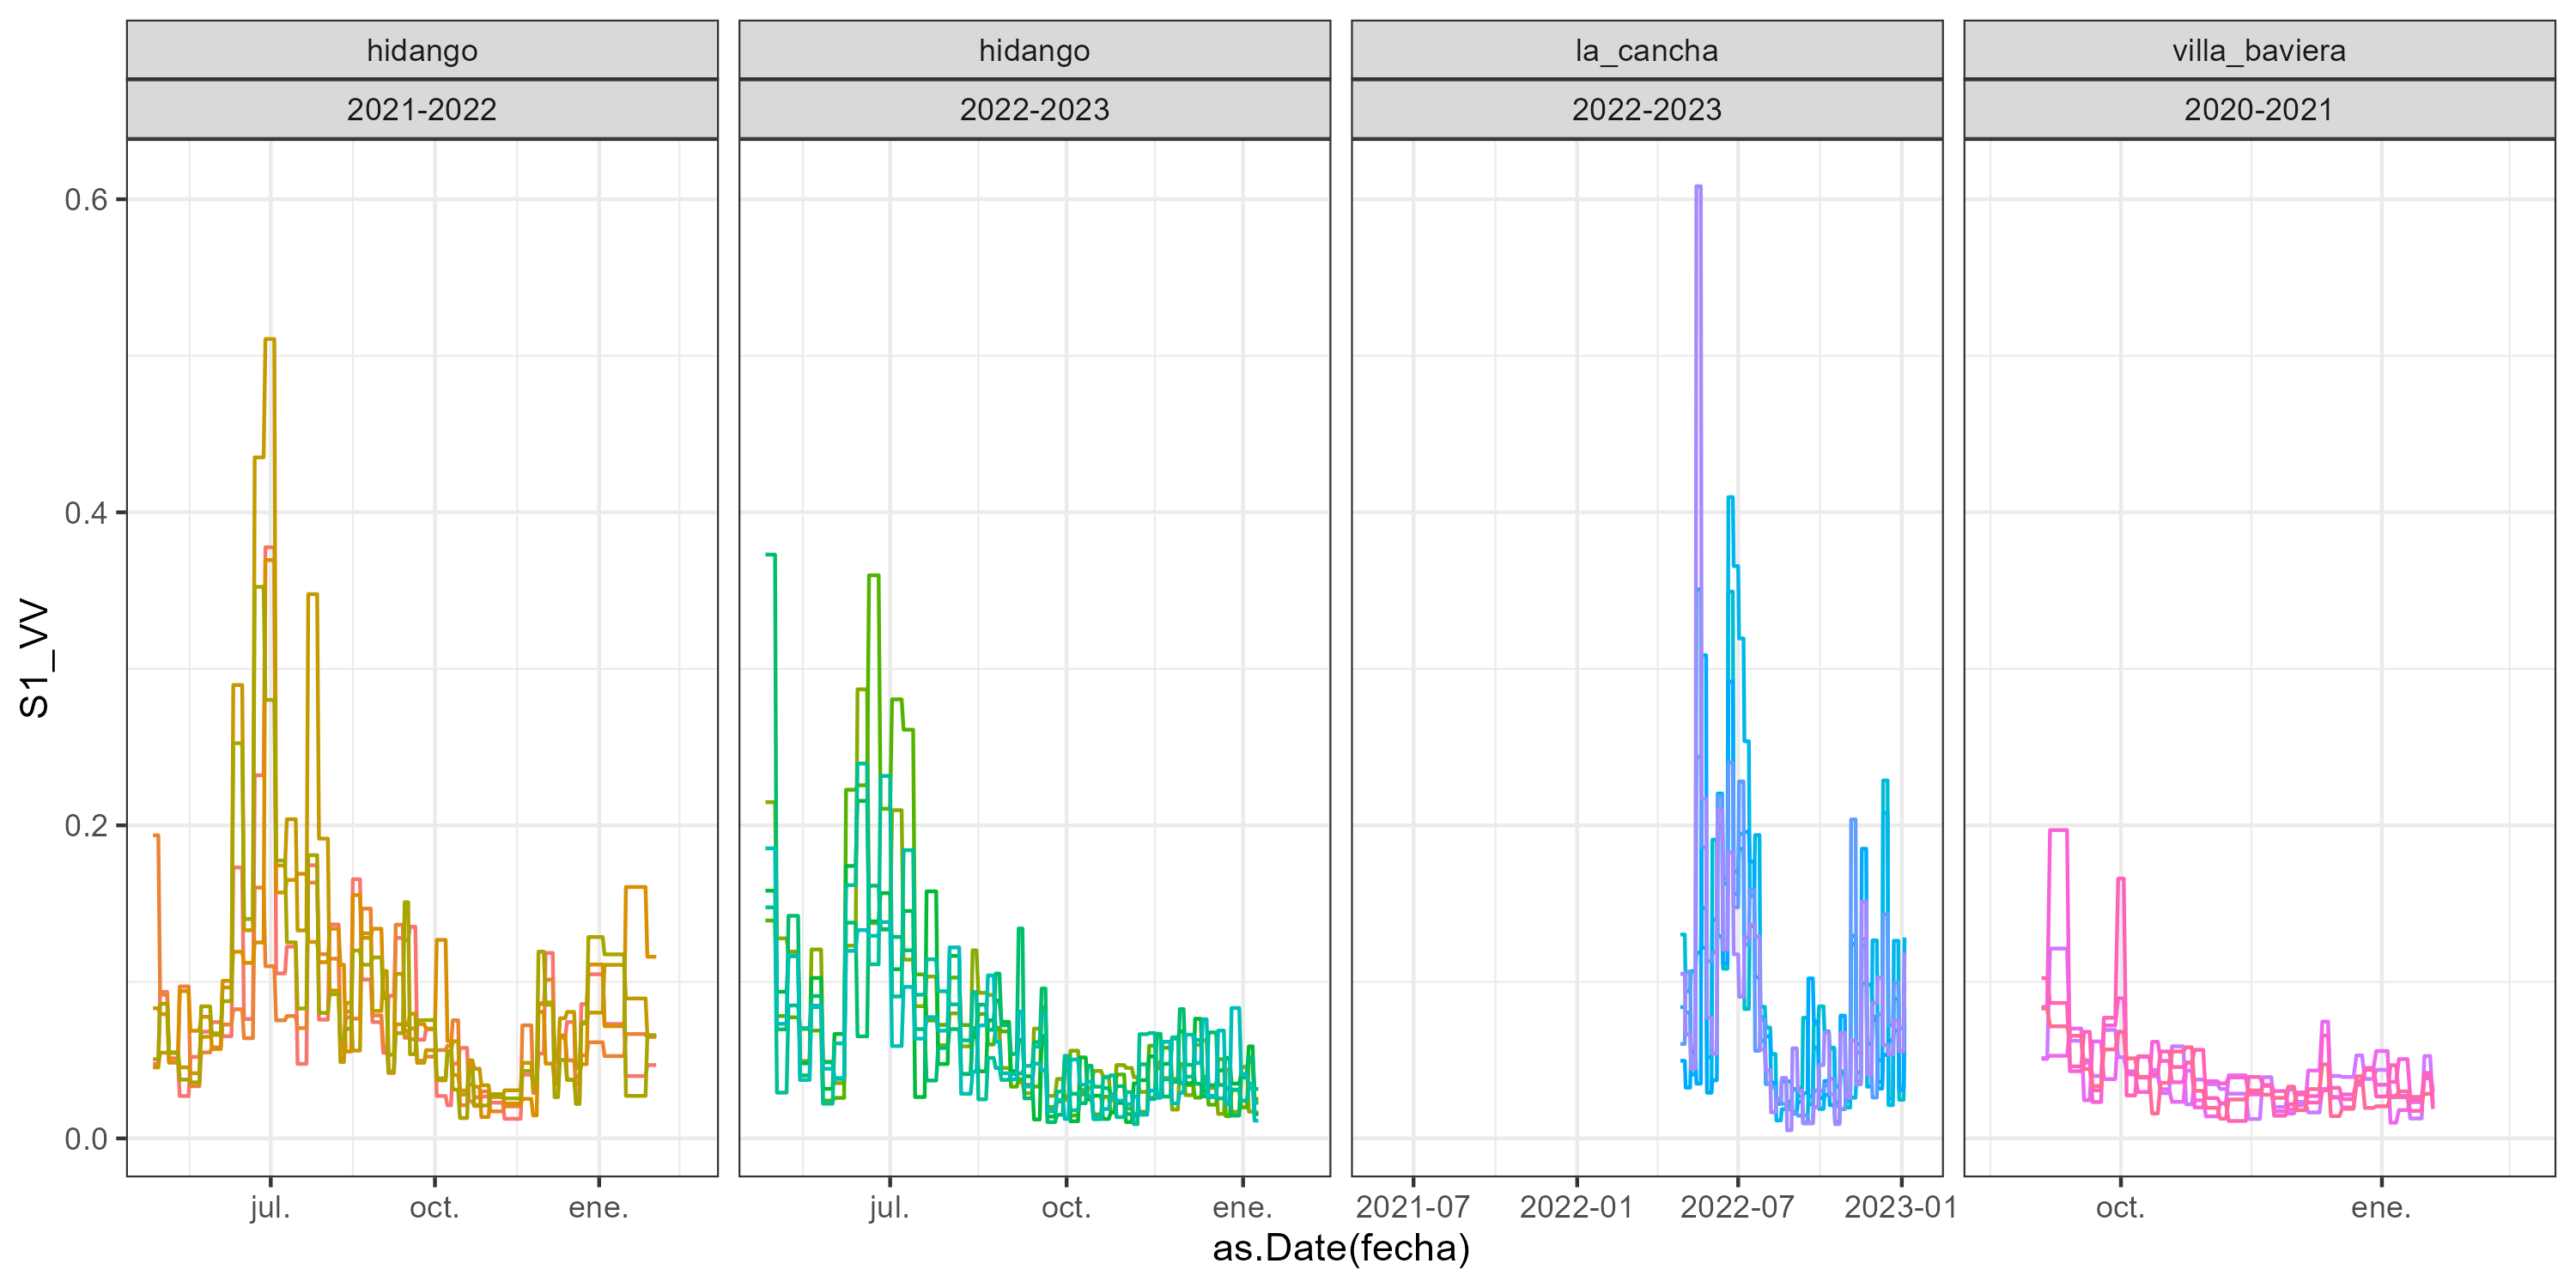 hidango hidango la_cancha villa_baviera
2021-2022 2022-2023 2022-2023 2020-2021
S1_VV
0.6
0.4
0.2
0.0
jul. oct. ene. jul. oct. ene. 2021-07 2022-01 2022-07 2023-01 oct. ene.
as.Date(fecha)